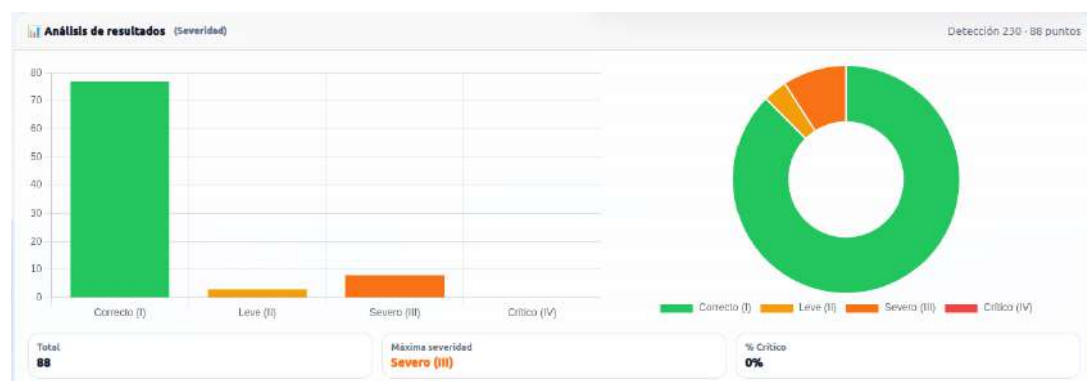 📊 Análisis de resultados (Severidad)
Detección 230 - 88 puntos
80
70
60
50
40
30
20
10
0
Correcto (I) Leve (II) Severo (III) Crítico (IV)
Correcto (I) Leve (II) Severo (III) Crítico (IV)
Total
88
Máxima severidad
Severo (III)
% Crítico
0%